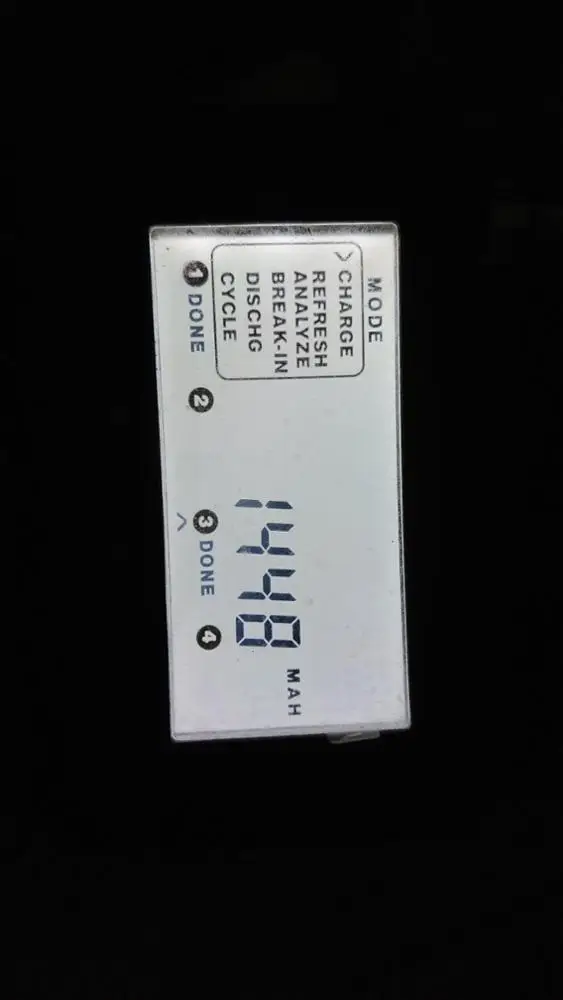 MODE
>CHARGE
REFRESH
ANALYZE
BREAK-IN
DISCHG
CYCLE
1448 MAH
1 DONE 2 3 DONE 4